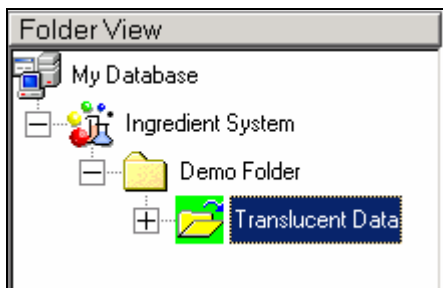 Folder View
My Database
Ingredient System
Demo Folder
Translucent Data